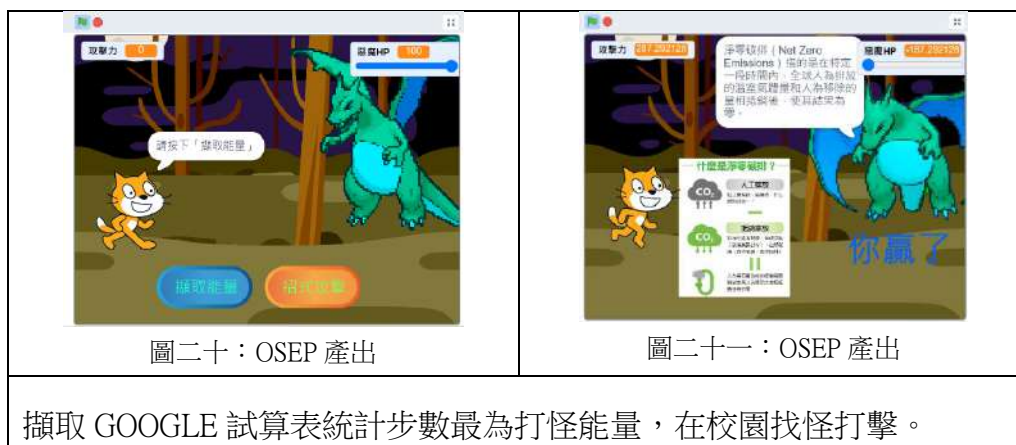 攻擊力 0
惡魔HP 100
請按下「擷取能量」
擷取能量
招式攻擊
圖二十：OSEP 產出
攻擊力 287.292128
淨零碳排（Net Zero
Emissions）指的是在特定
一段時間內，全球人為排放
的溫室氣體量和人為移除的
量相抵銷後，使其結果為
零。
惡魔HP -187.292128
什麼是淨零碳排？
CO₂
人工排放
CO₂
你贏了
圖二十一：OSEP 產出
擷取 GOOGLE 試算表統計步數最為打怪能量，在校園找怪打擊。